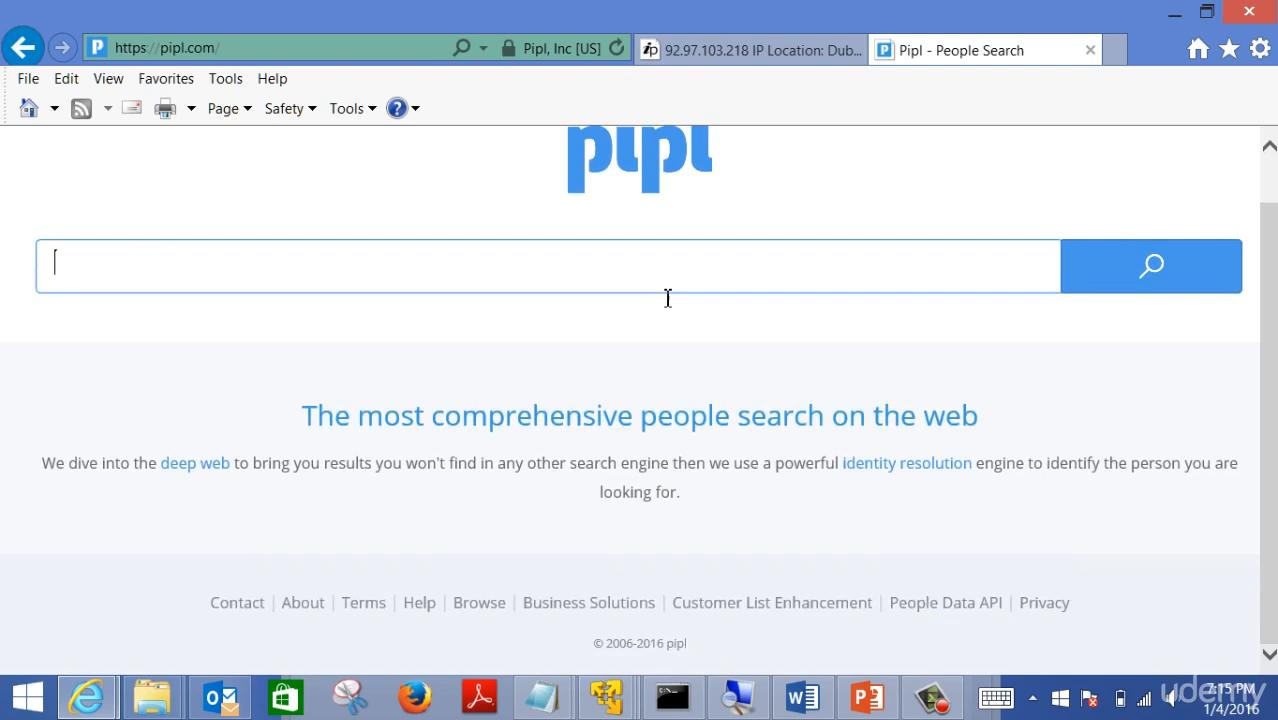 https://pipl.com/
Pipl, Inc [US]
92.97.103.218 IP Location: Dub...
Pipl - People Search
File Edit View Favorites Tools Help
Page Safety Tools
pipl
The most comprehensive people search on the web
We dive into the deep web to bring you results you won't find in any other search engine then we use a powerful identity resolution engine to identify the person you are
looking for.
Contact | About | Terms | Help | Browse | Business Solutions | Customer List Enhancement | People Data API | Privacy
© 2006-2016 pipl
7:15 PM
1/4/2016
udemy